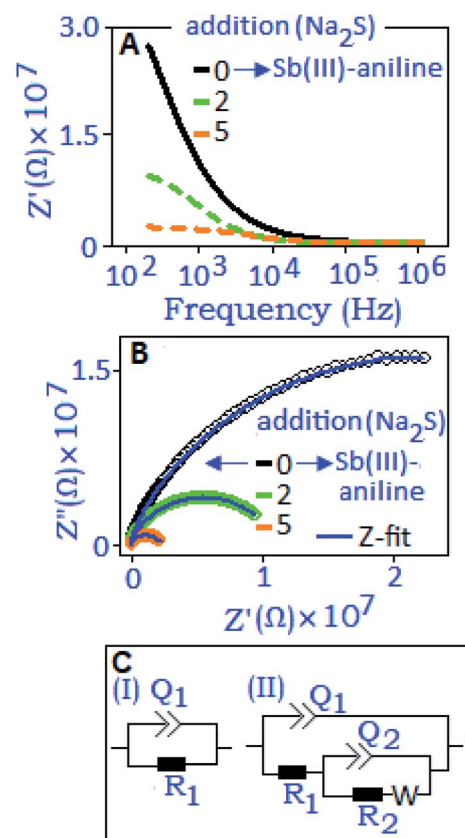 A
addition (Na2S)
0 → Sb(III)-aniline
2
5
3.0
1.5
0
Z'(Ω)×10^7
10^2 10^3 10^4 10^5 10^6
Frequency (Hz)
B
addition (Na2S)
0 Sb(III)-
2 aniline
5 Z-fit
1.5
0
Z"(Ω)×10^7
0 1 2
Z'(Ω)×10^7
C
(I) Q1
R1
(II) Q1
Q2
R1
R2 W